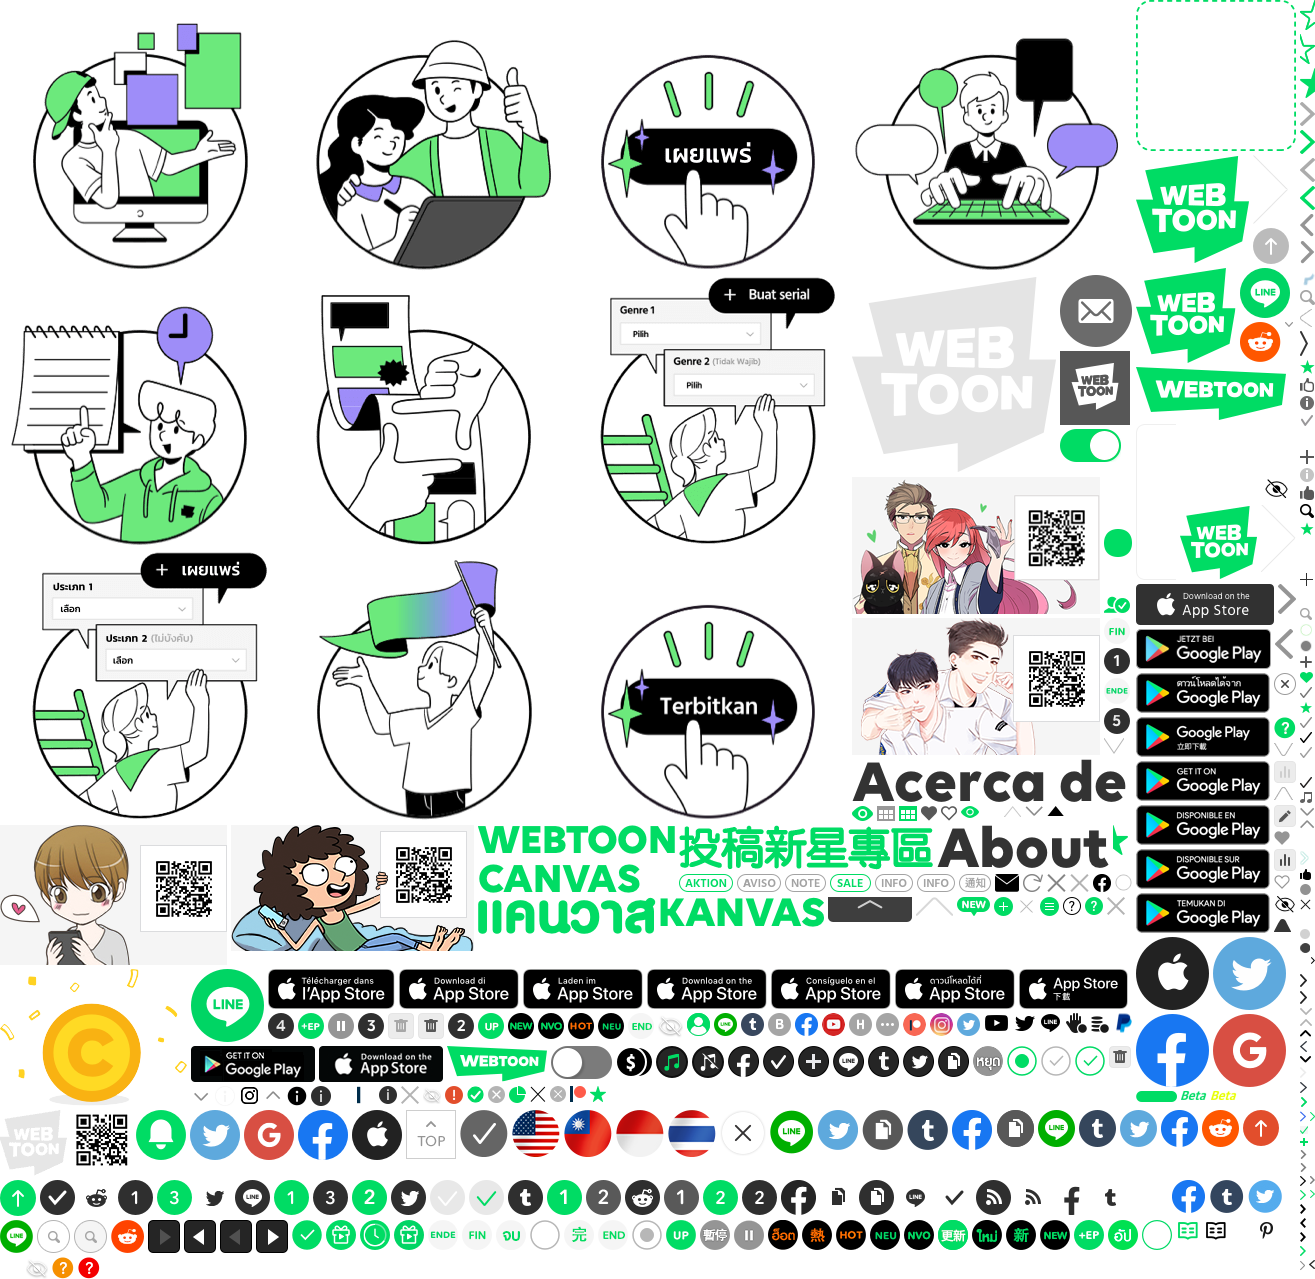 เผยแพร่
WEB
TOON
WEB
TOON
LINE
Buat serial
Genre 1
Pilih
Genre 2 (Tidak Wajib)
Pilih
WEB
TOON
WEB
TOON
WEBTOON
WEB
TOON
Download on the
App Store
FIN
JETZT BEI
Google Play
1
ดาวน์โหลดได้จาก
Google Play
ENDE
5
Google Play
立即下載
เผยแพร่
ประเภท 1
เลือก
ประเภท 2 (ไม่บังคับ)
เลือก
Terbitkan
Acerca de
GET IT ON
Google Play
DISPONIBLE EN
Google Play
DISPONIBLE SUR
Google Play
TEMUKAN DI
Google Play
WEBTOON
CANVAS
投稿新星專區
About
AKTION AVISO NOTE SALE INFO INFO 通知
แคนวาส
KANVAS
NEW
LINE
Télécharger dans
l'App Store
Download di
App Store
Laden im
App Store
Download on the
App Store
Consíguelo en el
App Store
ดาวน์โหลดได้ที่
App Store
App Store
下載
4 +EP 3 2 UP NEW NVO HOT NEU END LINE t B H LINE
GET IT ON
Google Play
Download on the
App Store
WEBTOON
$ LINE t หยุด
Beta Beta
WEB
TOON
TOP
LINE t LINE t
1 3 LINE 1 3 2 t 1 2 1 2 2 LINE t t
LINE ENDE FIN จบ 完 END UP 暫停 ฮ็อต 熱 HOT NEU NVO 更新 ใหม่ 新 NEW +EP อัป